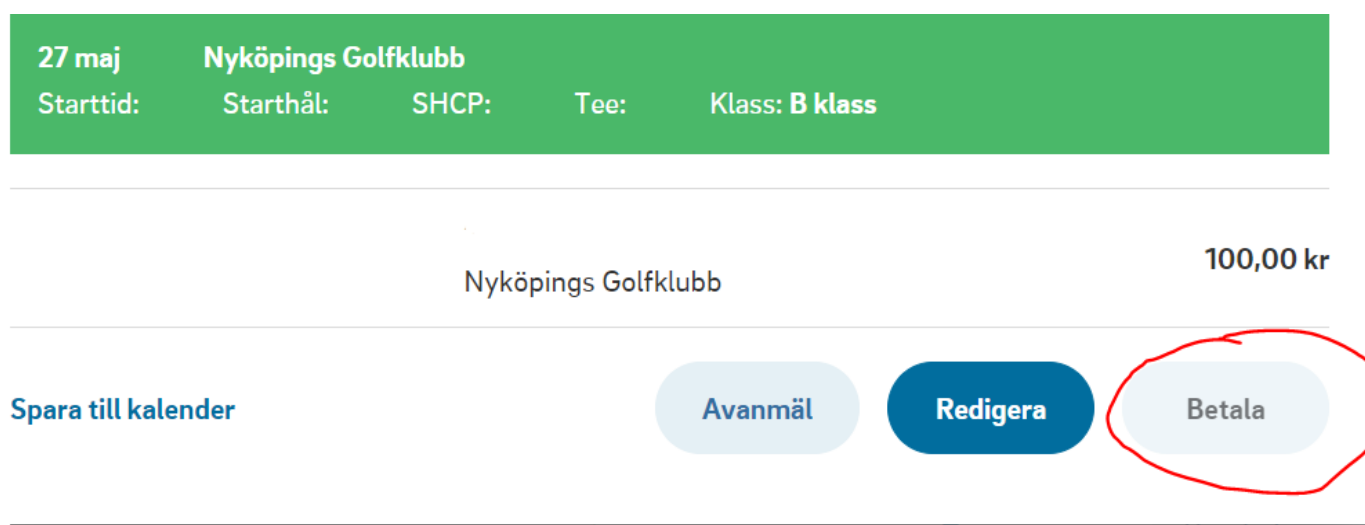 27 maj Nyköpings Golfklubb
Starttid: Starthål: SHCP: Tee: Klass: B klass
100,00 kr
Nyköpings Golfklubb
Spara till kalender Avanmäl Redigera Betala